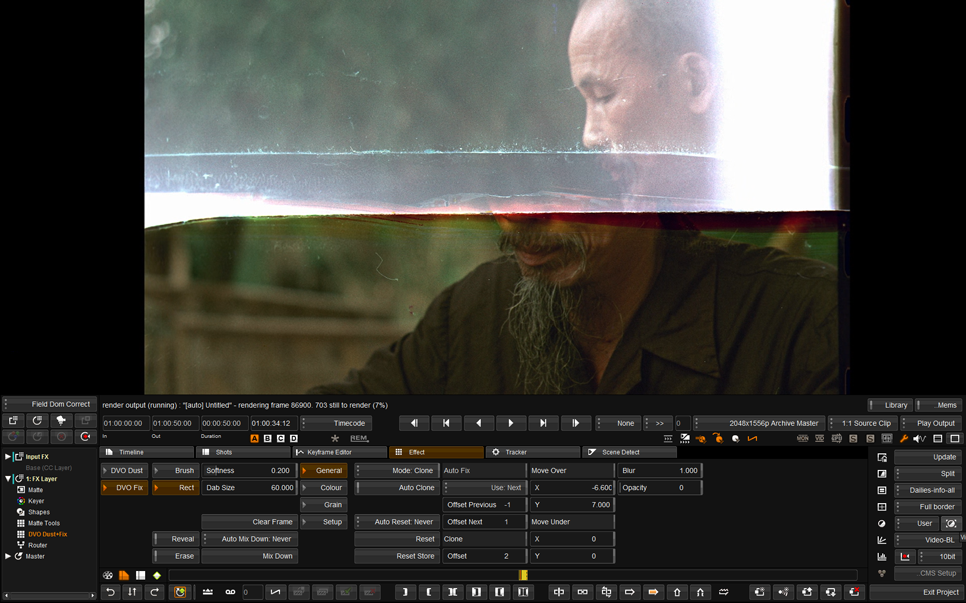 Field Dom Correct
render output (running) : "[auto] Untitled" - rendering frame 86900. 703 still to render (7%)
Library
...Mems
01:00:00:00
01:00:50:00
00:00:50:00
01:00:34:12
Timecode
None
>>
0
2048x1556p Archive Master
1:1 Source Clip
Play Output
In
Out
Duration
A
B
C
D
REM
Timeline
Shots
Keyframe Editor
Effect
Tracker
Scene Detect
Input FX
Base (CC Layer)
1: FX Layer
Matte
Keyer
Shapes
Matte Tools
DVO Dust+Fix
Router
Master
DVO Dust
Brush
Softness
0.200
General
Mode: Clone
Auto Fix
Move Over
Blur
1.000
Update
DVO Fix
Rect
Dab Size
60.000
Colour
Auto Clone
Use: Next
X
-6.600
Opacity
0
Split
Grain
Offset Previous
-1
Y
7.000
Dailies-info-all
Clear Frame
Setup
Auto Reset: Never
Offset Next
1
Move Under
Full border
Reveal
Auto Mix Down: Never
Reset
Clone
X
0
User
Erase
Mix Down
Reset Store
Offset
2
Y
0
Video-BL
10bit
...CMS Setup
0
Exit Project